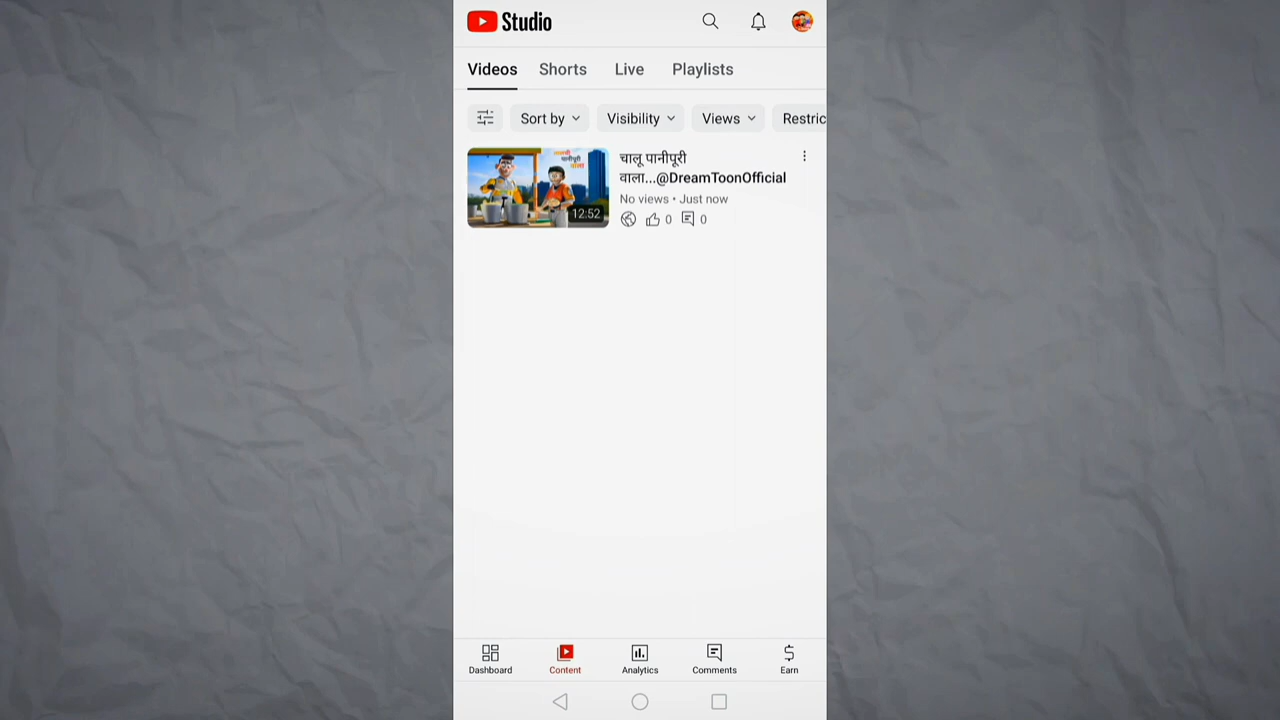 Studio
Videos Shorts Live Playlists
Sort by Visibility Views Restric
चालू पानीपूरी
वाला...@DreamToonOfficial
No views • Just now
0 0
पानीपूरी
वाला
12:52
Dashboard Content Analytics Comments Earn